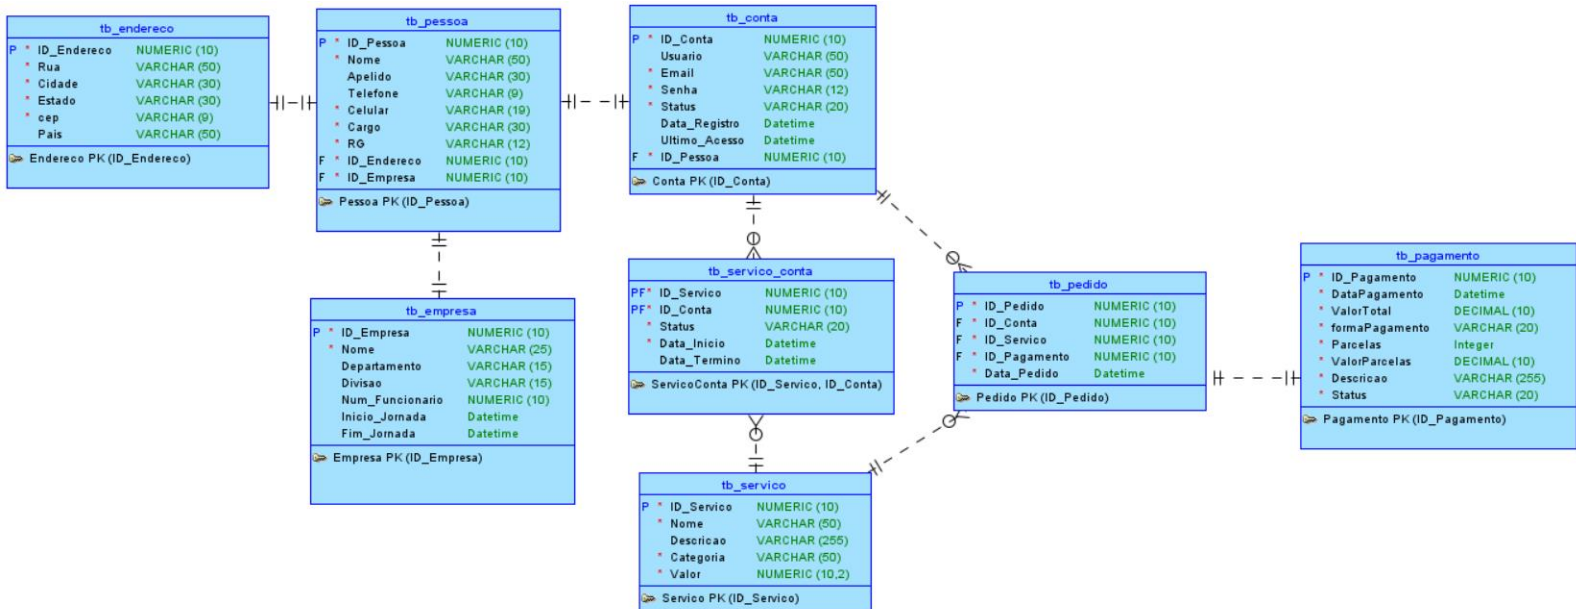 tb_endereco
P * ID_Endereco NUMERIC (10)
* Rua VARCHAR (50)
* Cidade VARCHAR (30)
* Estado VARCHAR (30)
* cep VARCHAR (9)
Pais VARCHAR (50)
Endereco PK (ID_Endereco)
tb_pessoa
P * ID_Pessoa NUMERIC (10)
* Nome VARCHAR (50)
Apelido VARCHAR (30)
Telefone VARCHAR (9)
* Celular VARCHAR (19)
* Cargo VARCHAR (30)
* RG VARCHAR (12)
F * ID_Endereco NUMERIC (10)
F * ID_Empresa NUMERIC (10)
Pessoa PK (ID_Pessoa)
tb_conta
P * ID_Conta NUMERIC (10)
Usuario VARCHAR (50)
* Email VARCHAR (50)
* Senha VARCHAR (12)
* Status VARCHAR (20)
Data_Registro Datetime
Ultimo_Acesso Datetime
F * ID_Pessoa NUMERIC (10)
Conta PK (ID_Conta)
tb_empresa
P * ID_Empresa NUMERIC (10)
* Nome VARCHAR (25)
Departamento VARCHAR (15)
Divisao VARCHAR (15)
Num_Funcionario NUMERIC (10)
Inicio_Jornada Datetime
Fim_Jornada Datetime
Empresa PK (ID_Empresa)
tb_servico_conta
PF* ID_Servico NUMERIC (10)
PF* ID_Conta NUMERIC (10)
* Status VARCHAR (20)
* Data_Inicio Datetime
Data_Termino Datetime
ServicoConta PK (ID_Servico, ID_Conta)
tb_pedido
P * ID_Pedido NUMERIC (10)
F * ID_Conta NUMERIC (10)
F * ID_Servico NUMERIC (10)
F * ID_Pagamento NUMERIC (10)
* Data_Pedido Datetime
Pedido PK (ID_Pedido)
tb_pagamento
P * ID_Pagamento NUMERIC (10)
* DataPagamento Datetime
* ValorTotal DECIMAL (10)
* formaPagamento VARCHAR (20)
* Parcelas Integer
* ValorParcelas DECIMAL (10)
* Descricao VARCHAR (255)
* Status VARCHAR (20)
Pagamento PK (ID_Pagamento)
tb_servico
P * ID_Servico NUMERIC (10)
* Nome VARCHAR (50)
Descricao VARCHAR (255)
* Categoria VARCHAR (50)
* Valor NUMERIC (10,2)
Servico PK (ID_Servico)